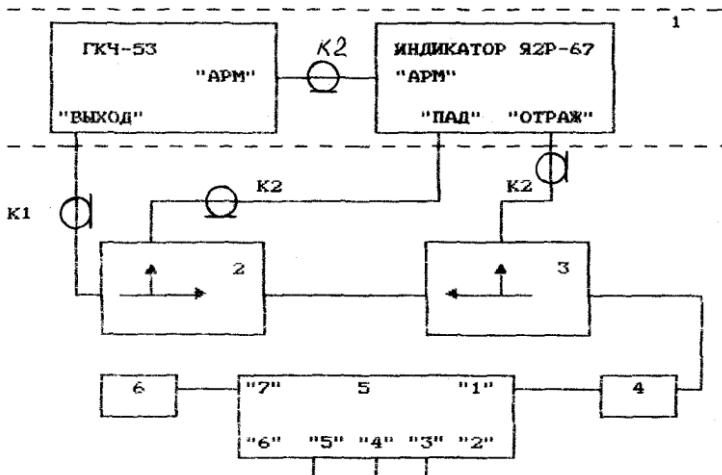 1
ГКЧ-53
К2
ИНДИКАТОР Я2Р-67
"АРМ"
"АРМ"
"ВЫХОД"
"ПАД"
"ОТРАЖ"
К1
К2
К2
2
3
6
"7"
5
"1"
4
"6"
"5"
"4"
"3"
"2"